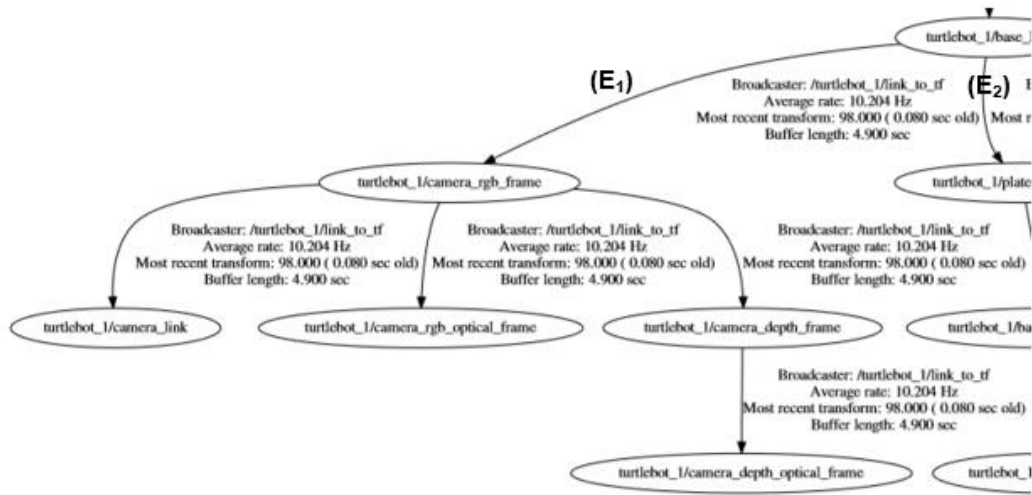 turtlebot_1/base_
(E₁)
Broadcaster: /turtlebot_1/link_to_tf
(E₂)
Average rate: 10.204 Hz
Most recent transform: 98.000 ( 0.080 sec old)
Most
Buffer length: 4.900 sec
turtlebot_1/camera_rgb_frame
turtlebot_1/plate
Broadcaster: /turtlebot_1/link_to_tf
Average rate: 10.204 Hz
Most recent transform: 98.000 ( 0.080 sec old)
Buffer length: 4.900 sec
Broadcaster: /turtlebot_1/link_to_tf
Average rate: 10.204 Hz
Most recent transform: 98.000 ( 0.080 sec old)
Buffer length: 4.900 sec
Broadcaster: /turtlebot_1/link_to_tf
Average rate: 10.204 Hz
Most recent transform: 98.000 ( 0.080 sec old)
Buffer length: 4.900 sec
turtlebot_1/camera_link
turtlebot_1/camera_rgb_optical_frame
turtlebot_1/camera_depth_frame
turtlebot_1/ba
Broadcaster: /turtlebot_1/link_to_tf
Average rate: 10.204 Hz
Most recent transform: 98.000 ( 0.080 sec old)
Buffer length: 4.900 sec
turtlebot_1/camera_depth_optical_frame
turtlebot_1